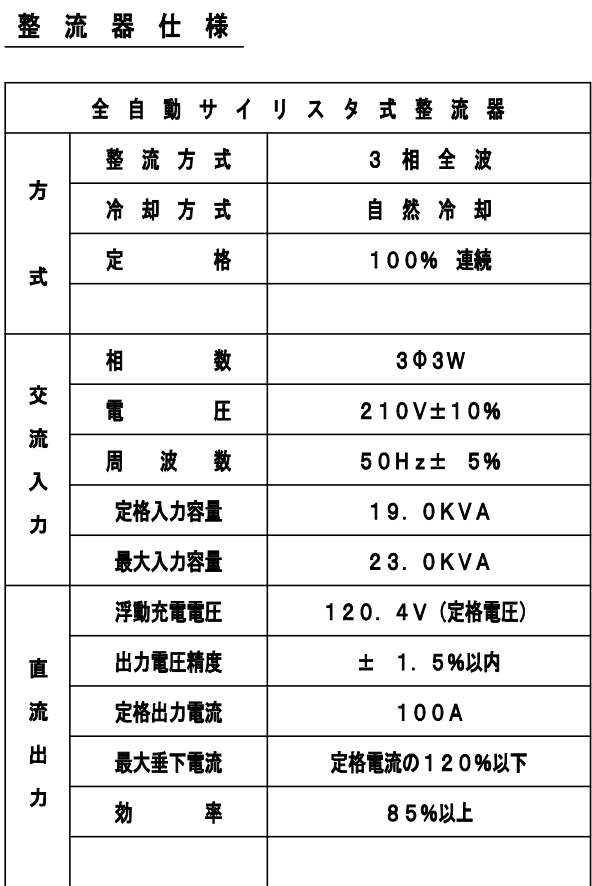 整流器仕様
全自動サイリスタ式整流器
方式
整流方式 3相全波
冷却方式 自然冷却
定格 100% 連続
交流入力
相数 3Φ3W
電圧 210V±10%
周波数 50Hz± 5%
定格入力容量 19.0KVA
最大入力容量 23.0KVA
直流出力
浮動充電電圧 120.4V(定格電圧)
出力電圧精度 ± 1.5%以内
定格出力電流 100A
最大垂下電流 定格電流の120%以下
効率 85%以上